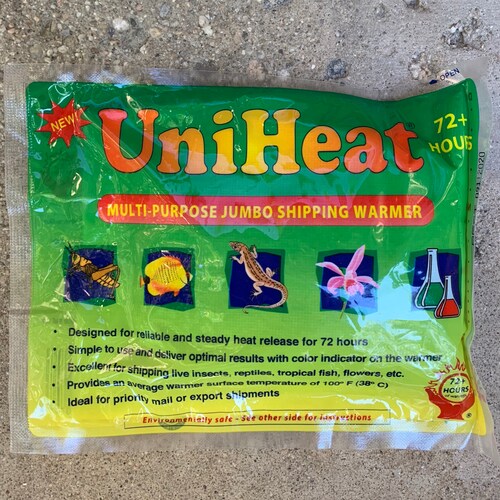 OPEN
NEW!
UniHeat®
72+
HOURS
MULTI-PURPOSE JUMBO SHIPPING WARMER
• Designed for reliable and steady heat release for 72 hours
• Simple to use and deliver optimal results with color indicator on the warmer
• Excellent for shipping live insects, reptiles, tropical fish, flowers, etc.
• Provides an average warmer surface temperature of 100° F (38° C)
• Ideal for priority mail or export shipments
72+
HOURS
Environmentally safe - See other side for instructions